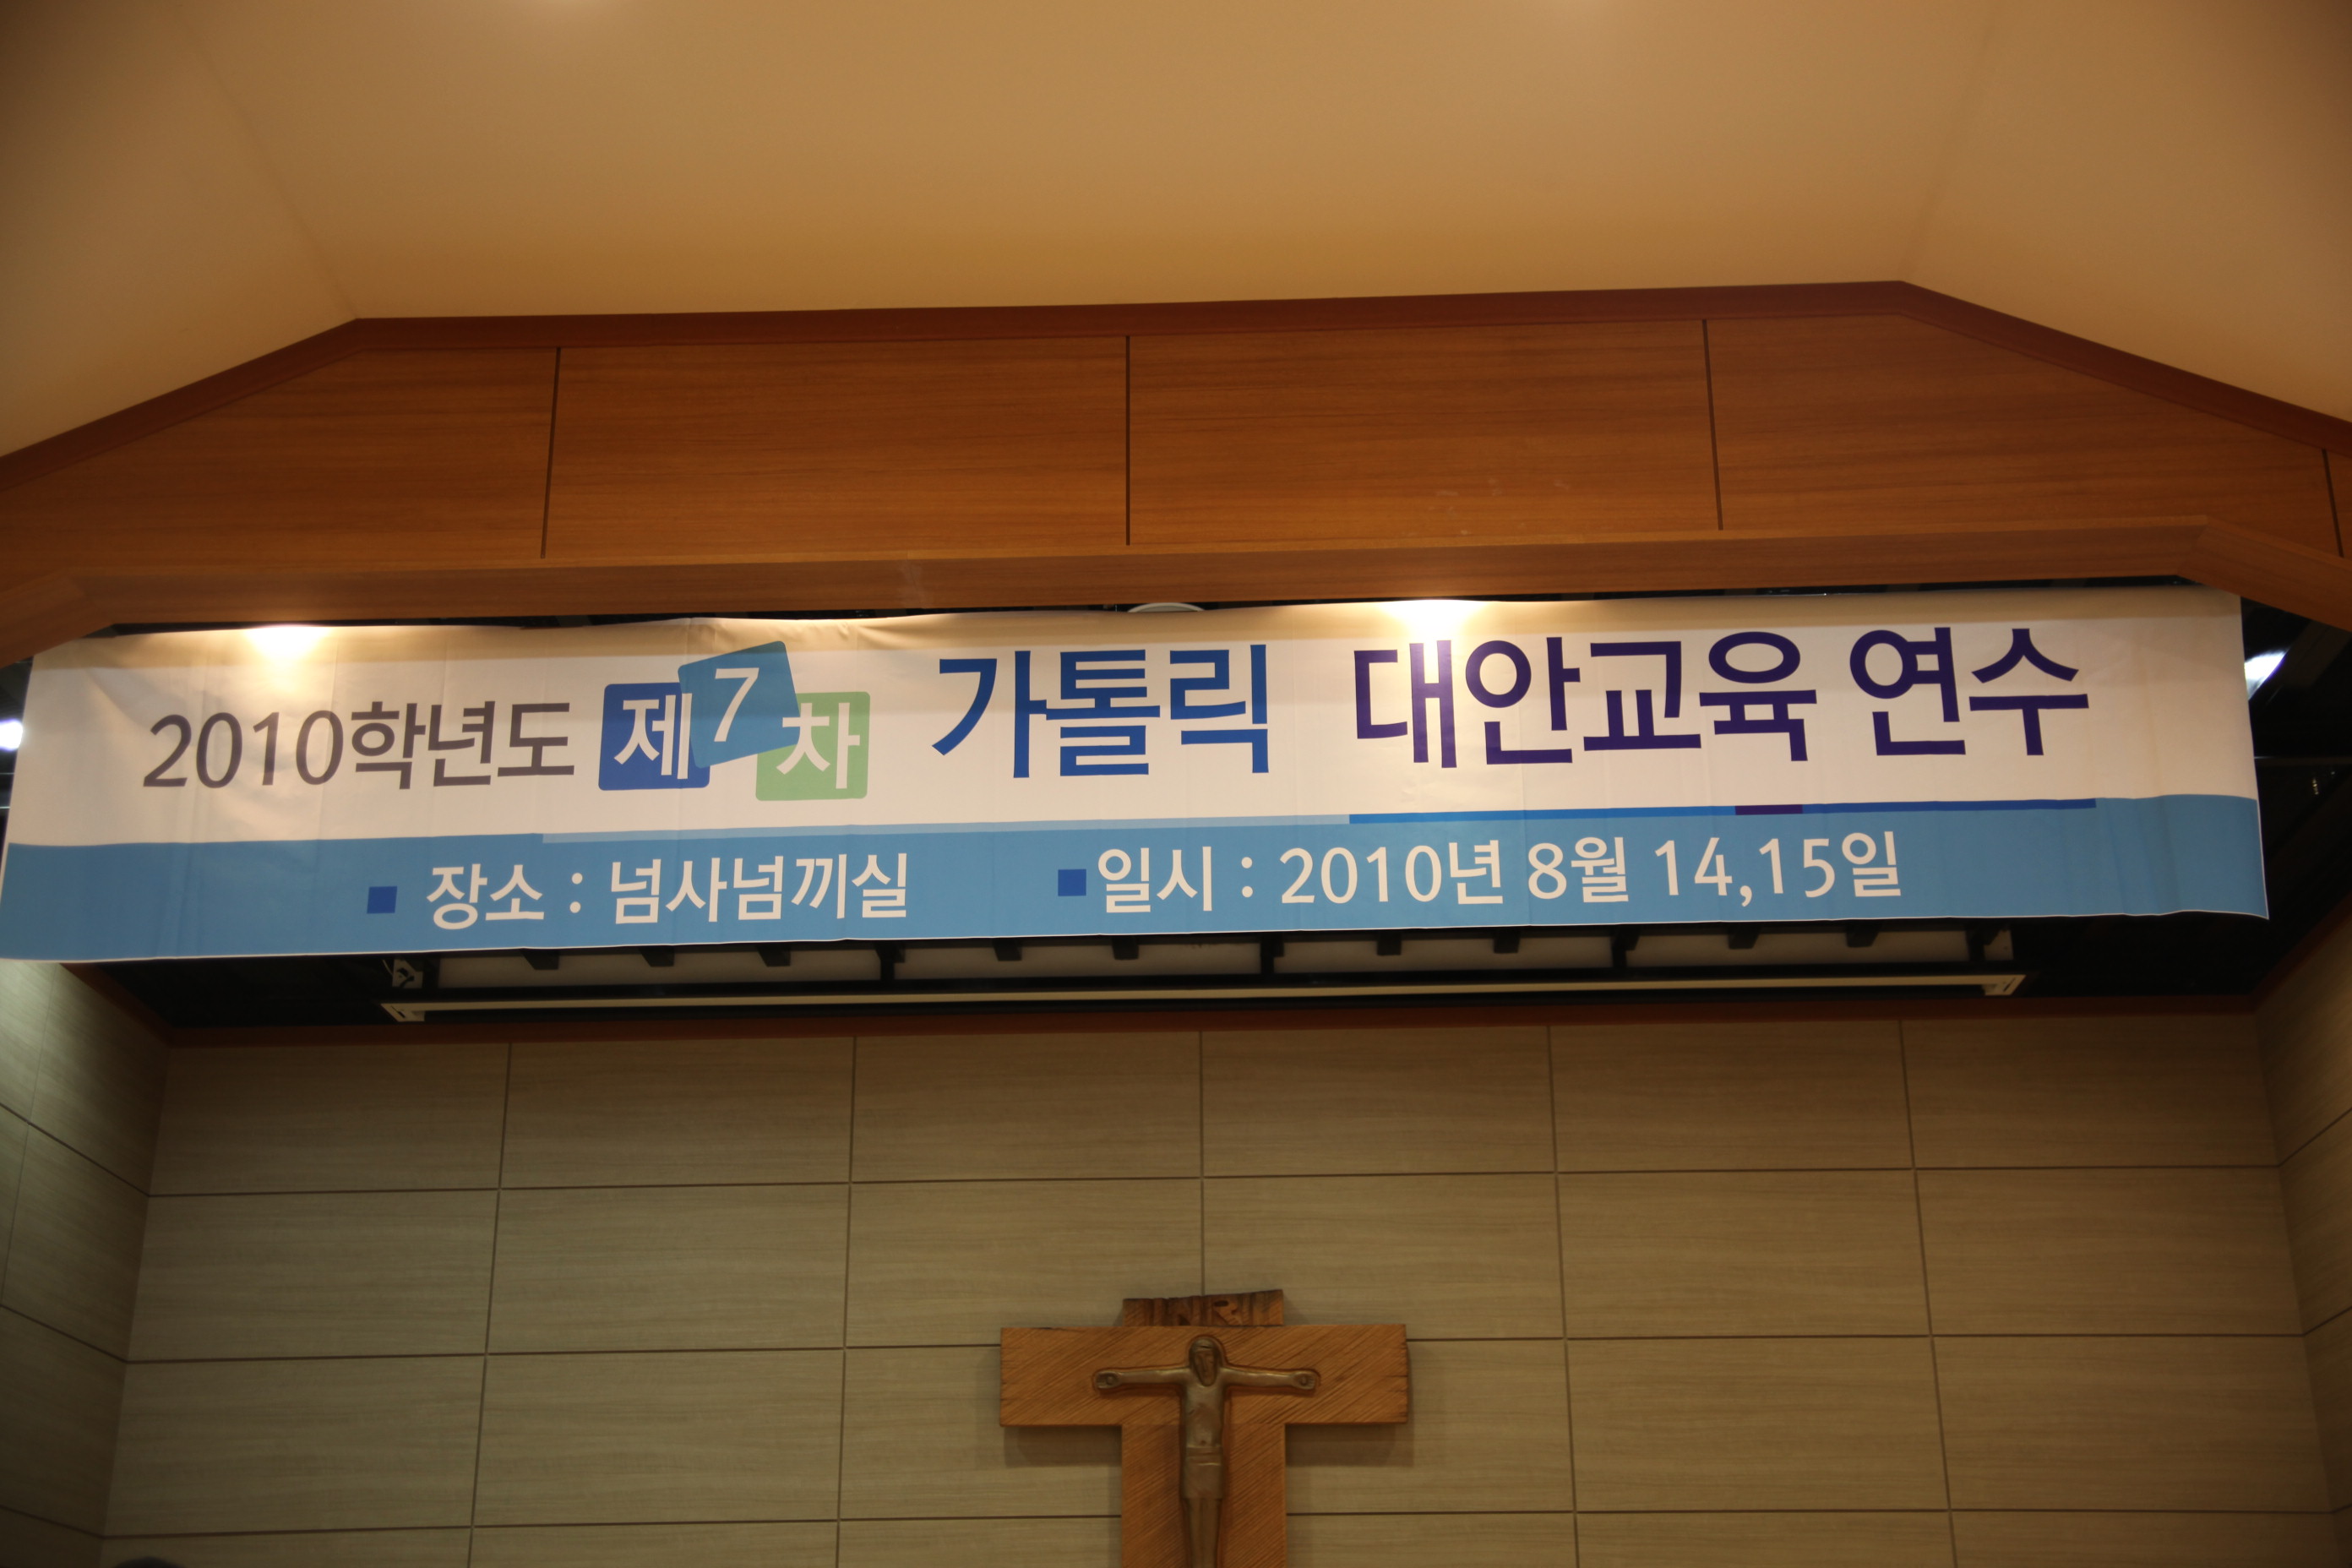 2010학년도 제7차 가톨릭 대안교육 연수
■ 장소 : 넘사넘끼실 ■ 일시 : 2010년 8월 14,15일
INRI